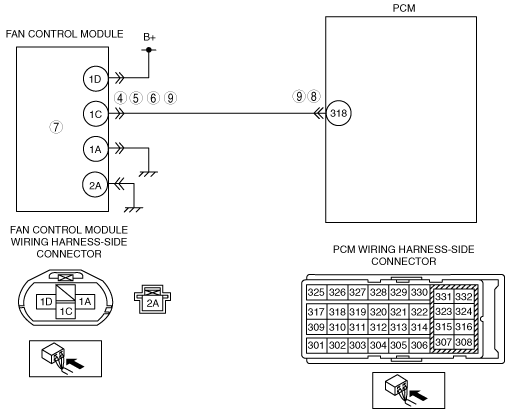 PCM
FAN CONTROL MODULE
B+
1D
4 5 6 9
9 8
1C
318
7
1A
2A
FAN CONTROL MODULE
WIRING HARNESS-SIDE
CONNECTOR
PCM WIRING HARNESS-SIDE
CONNECTOR
1D 1A
1C
2A
325 326 327 328 329 330 331 332
317 318 319 320 321 322 323 324
309 310 311 312 313 314 315 316
301 302 303 304 305 306 307 308